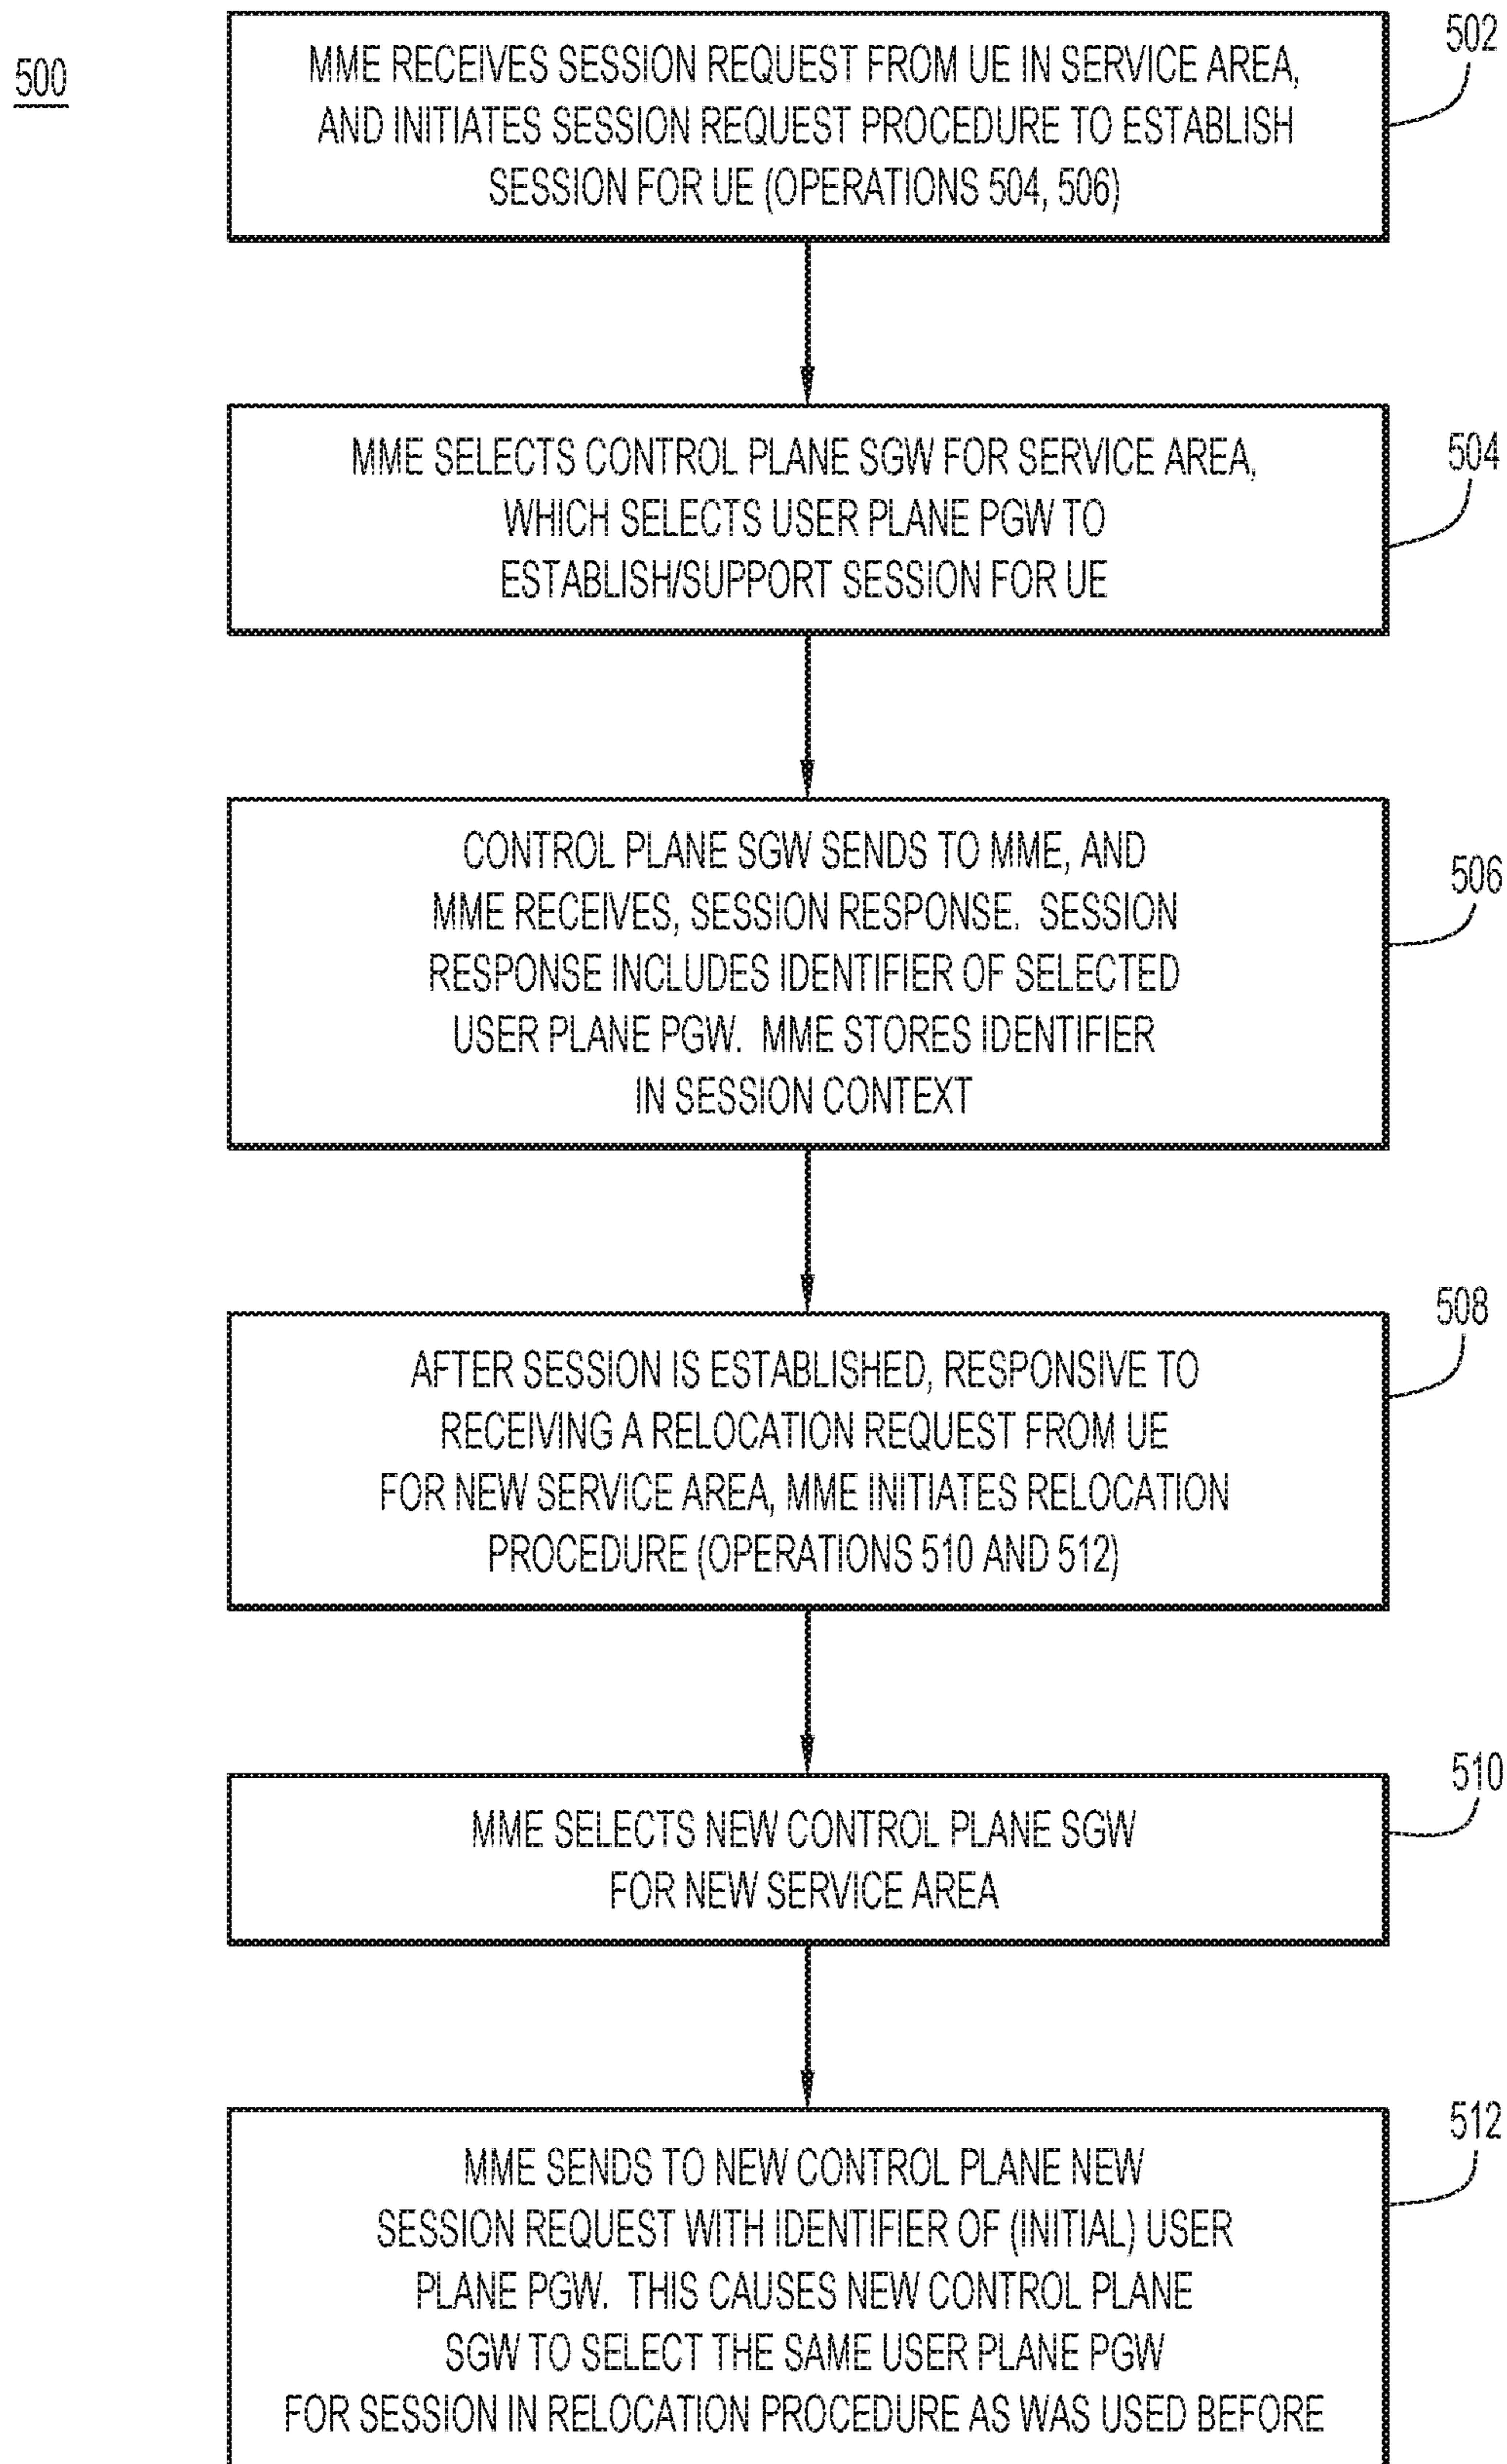 500
502
MME RECEIVES SESSION REQUEST FROM UE IN SERVICE AREA,
AND INITIATES SESSION REQUEST PROCEDURE TO ESTABLISH
SESSION FOR UE (OPERATIONS 504, 506)
504
MME SELECTS CONTROL PLANE SGW FOR SERVICE AREA,
WHICH SELECTS USER PLANE PGW TO
ESTABLISH/SUPPORT SESSION FOR UE
506
CONTROL PLANE SGW SENDS TO MME, AND
MME RECEIVES, SESSION RESPONSE. SESSION
RESPONSE INCLUDES IDENTIFIER OF SELECTED
USER PLANE PGW. MME STORES IDENTIFIER
IN SESSION CONTEXT
508
AFTER SESSION IS ESTABLISHED, RESPONSIVE TO
RECEIVING A RELOCATION REQUEST FROM UE
FOR NEW SERVICE AREA, MME INITIATES RELOCATION
PROCEDURE (OPERATIONS 510 AND 512)
510
MME SELECTS NEW CONTROL PLANE SGW
FOR NEW SERVICE AREA
512
MME SENDS TO NEW CONTROL PLANE NEW
SESSION REQUEST WITH IDENTIFIER OF (INITIAL) USER
PLANE PGW. THIS CAUSES NEW CONTROL PLANE
SGW TO SELECT THE SAME USER PLANE PGW
FOR SESSION IN RELOCATION PROCEDURE AS WAS USED BEFORE